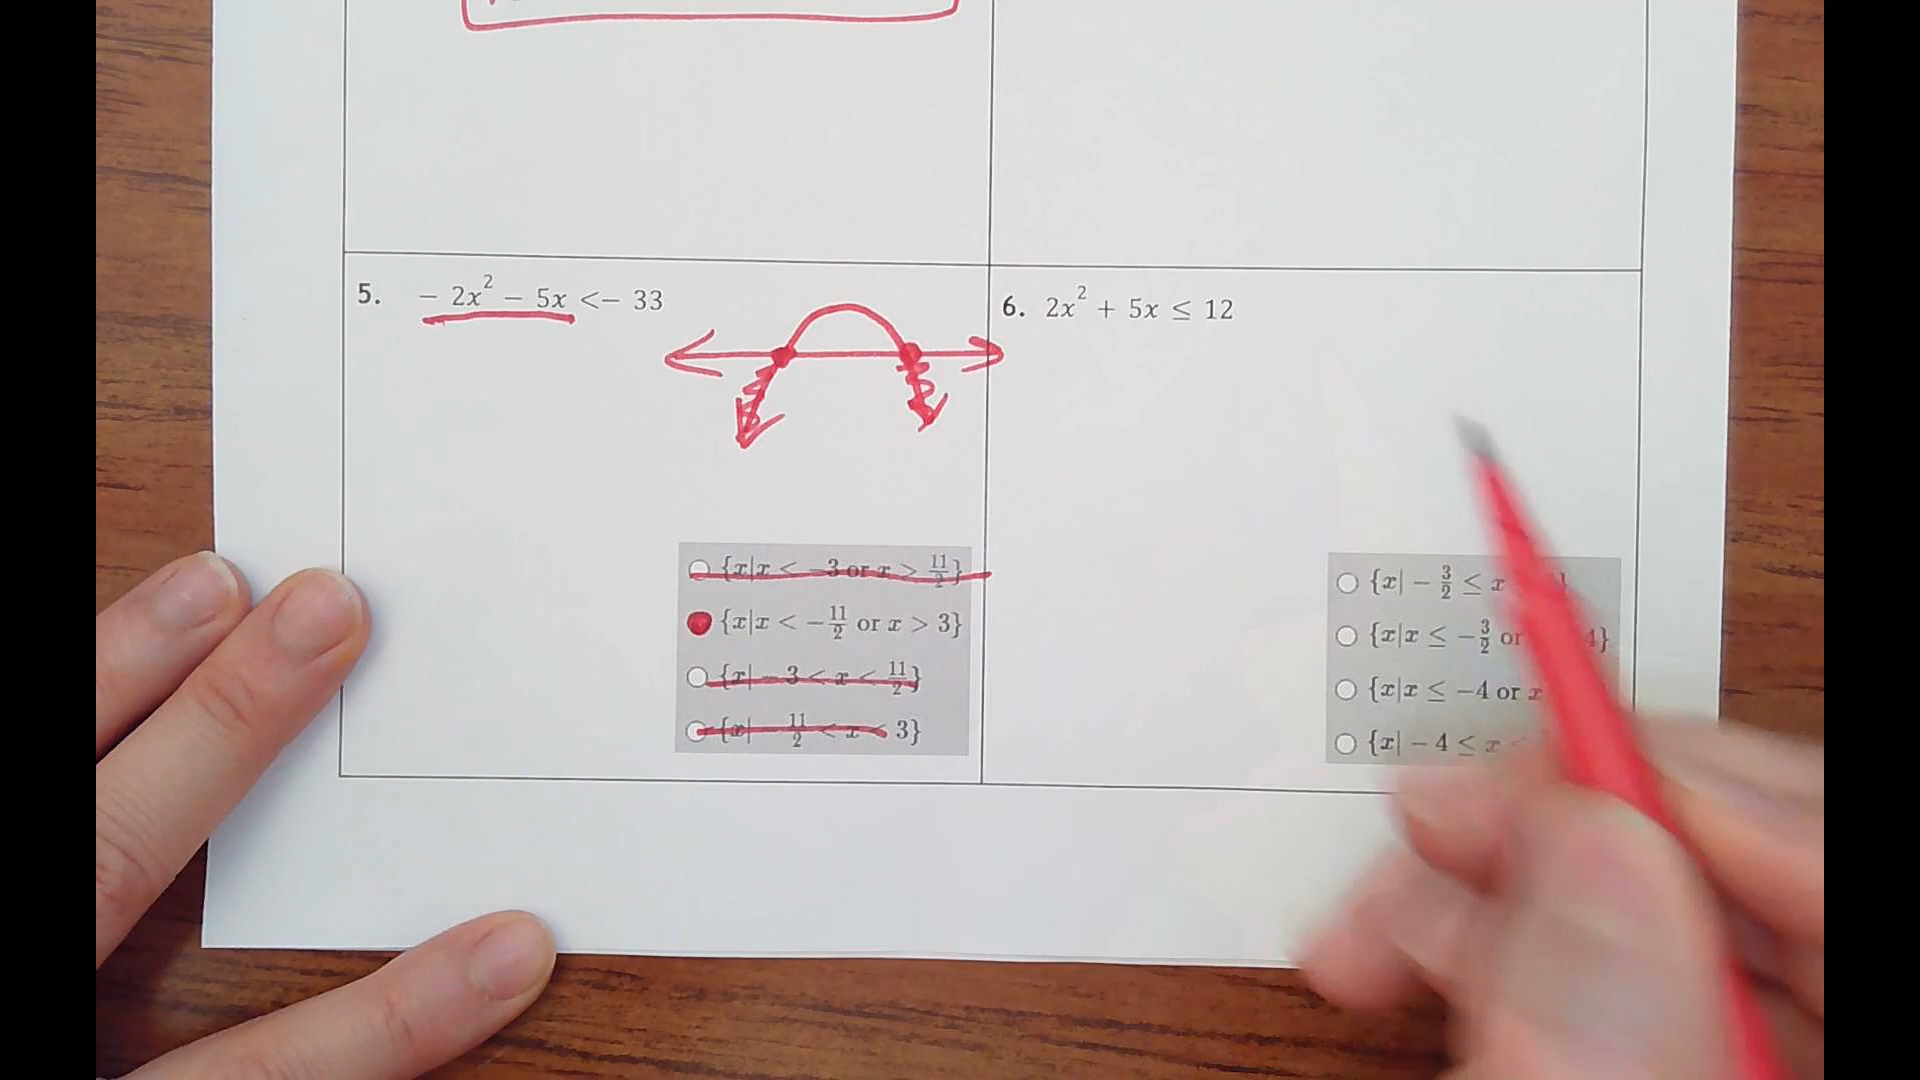 5. − 2x² − 5x <− 33
6. 2x² + 5x ≤ 12
{x|x < −3 or x > 11/2}
{x|x < −11/2 or x > 3}
{x| −3 < x < 11/2}
{x| − 11/2 < x < 3}
{x| − 3/2 ≤ x }
{x|x ≤ −3/2 or 4}
{x|x ≤ −4 or x
{x| − 4 ≤ x ≤